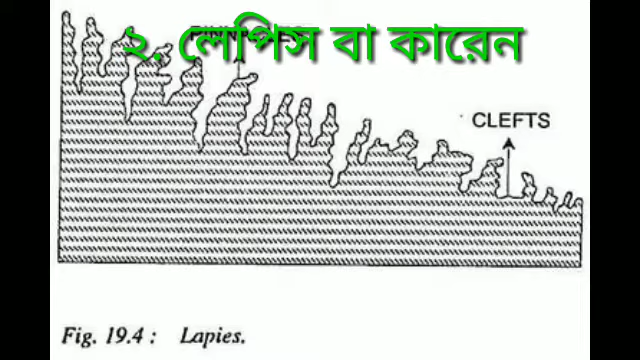 ২. লেপিস বা কারেন
CLEFTS
Fig. 19.4 : Lapies.